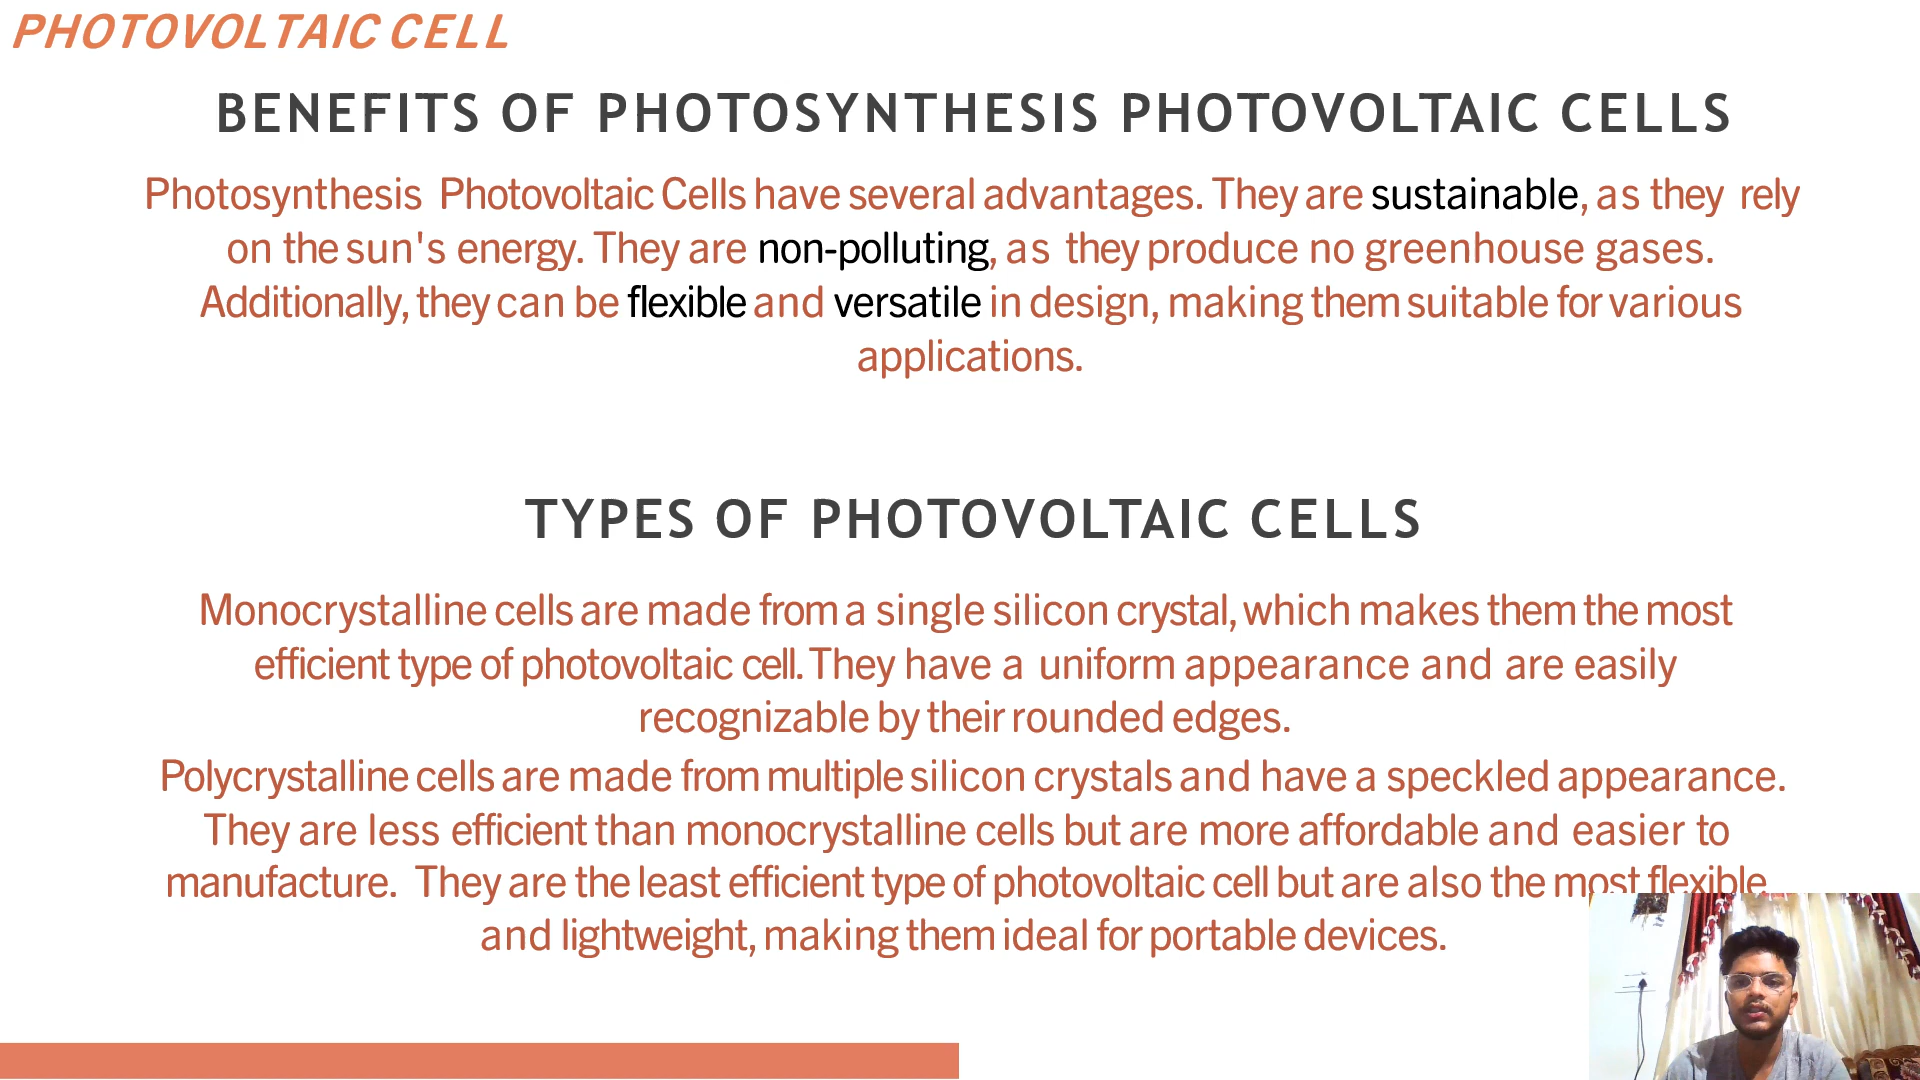 PHOTOVOLTAIC CELL
BENEFITS OF PHOTOSYNTHESIS PHOTOVOLTAIC CELLS
Photosynthesis Photovoltaic Cells have several advantages. They are sustainable, as they rely
on the sun's energy. They are non-polluting, as they produce no greenhouse gases.
Additionally, they can be flexible and versatile in design, making them suitable for various
applications.
TYPES OF PHOTOVOLTAIC CELLS
Monocrystalline cells are made from a single silicon crystal, which makes them the most
efficient type of photovoltaic cell. They have a uniform appearance and are easily
recognizable by their rounded edges.
Polycrystalline cells are made from multiple silicon crystals and have a speckled appearance.
They are less efficient than monocrystalline cells but are more affordable and easier to
manufacture. They are the least efficient type of photovoltaic cell but are also the most flexible
and lightweight, making them ideal for portable devices.